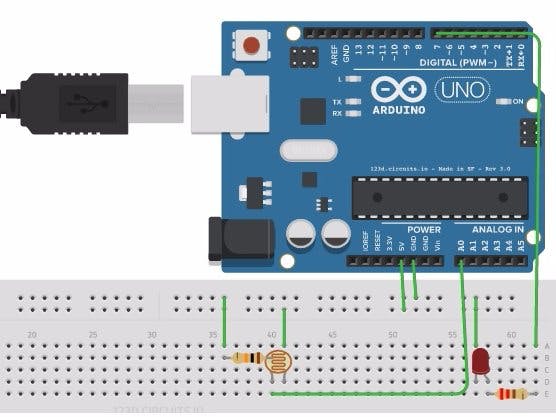 AREF
GND
13
12
~11
~10
~9
8
7
~6
~5
4
~3
2
TX→1
RX←0
DIGITAL (PWM~)
L
TX
RX
ARDUINO
UNO
ON
123d.circuits.io - Made in SF - Rev 3.0
POWER
ANALOG IN
IOREF
RESET
3.3V
5V
GND
GND
Vin
A0
A1
A2
A3
A4
A5
20 25 30 35 40 45 50 55 60
A
B
C
D
E
123D.CIRCUITS.IO